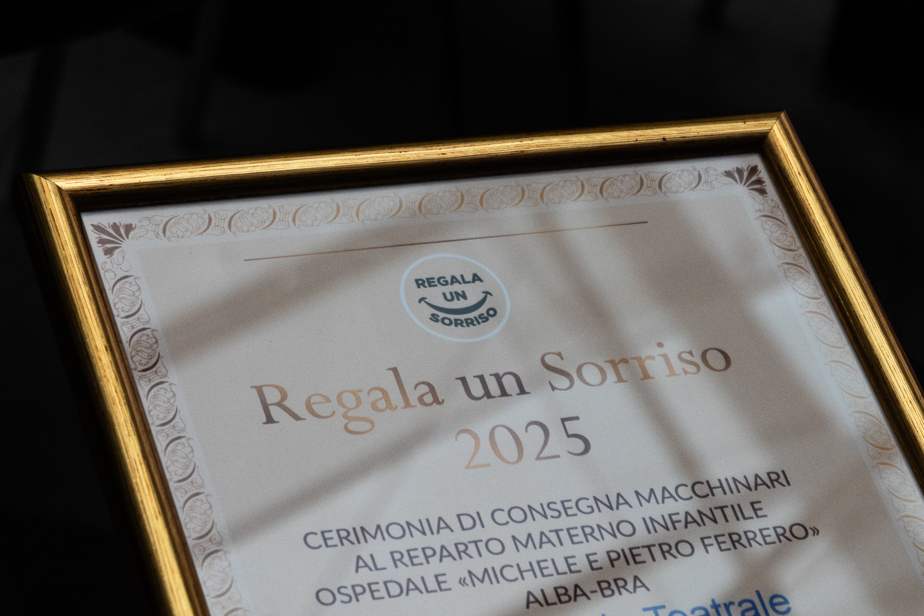 REGALA
UN
SORRISO
Regala un Sorriso
2025
CERIMONIA DI CONSEGNA MACCHINARI
AL REPARTO MATERNO INFANTILE
OSPEDALE «MICHELE E PIETRO FERRERO»
ALBA-BRA
Teatrale